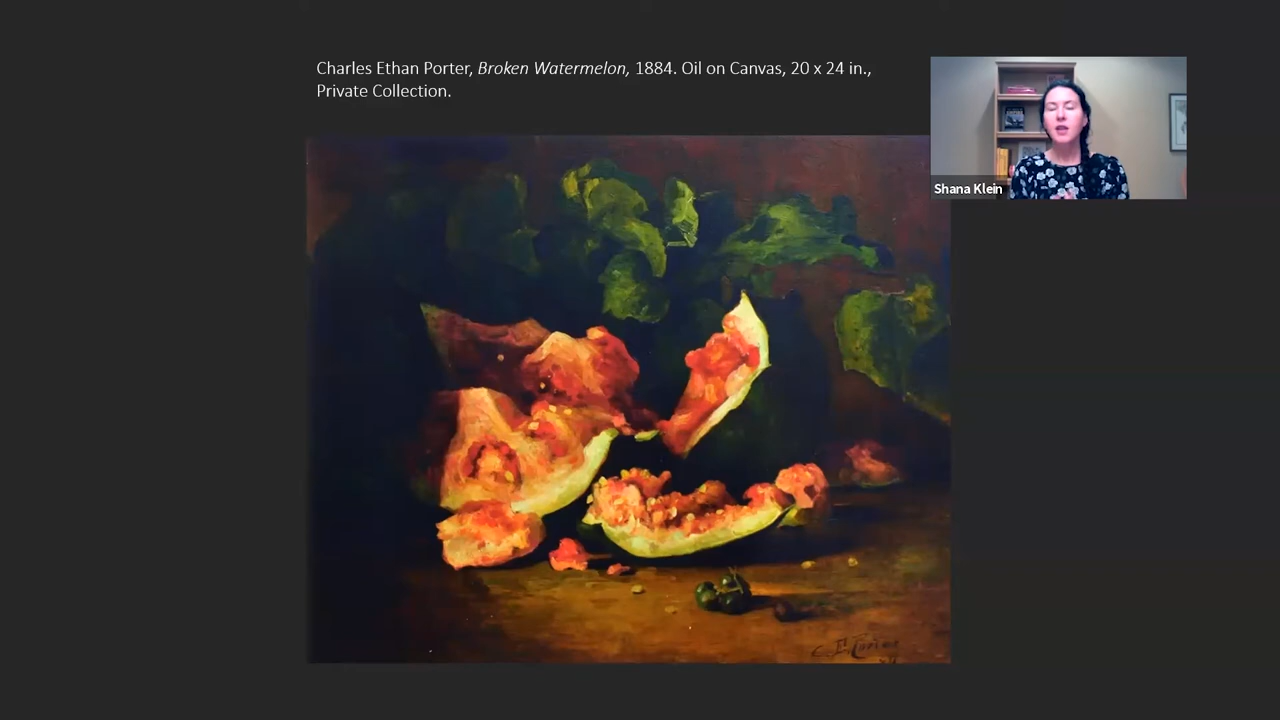 Charles Ethan Porter, Broken Watermelon, 1884. Oil on Canvas, 20 x 24 in.,
Private Collection.
Shana Klein